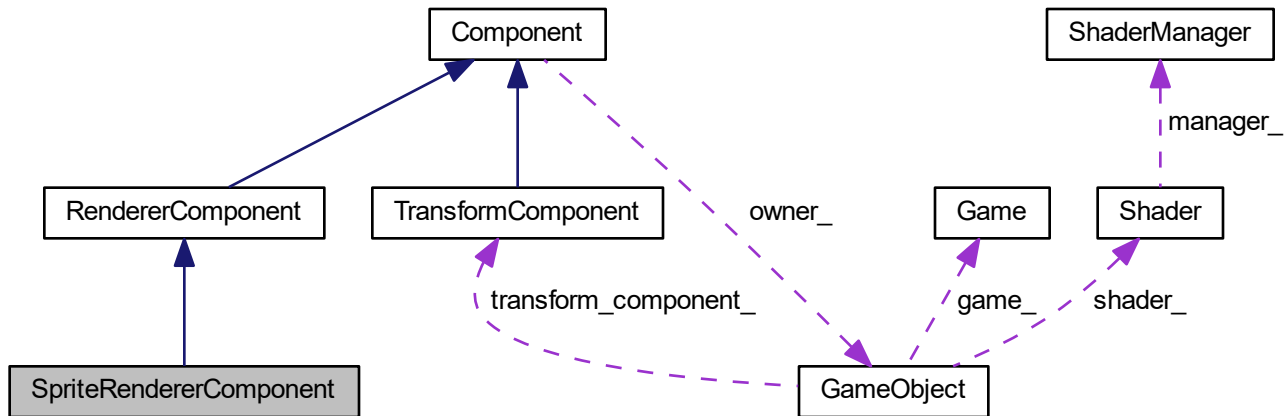 Component
ShaderManager
manager_
RendererComponent
TransformComponent
owner_
Game
Shader
transform_component_
game_
shader_
SpriteRendererComponent
GameObject